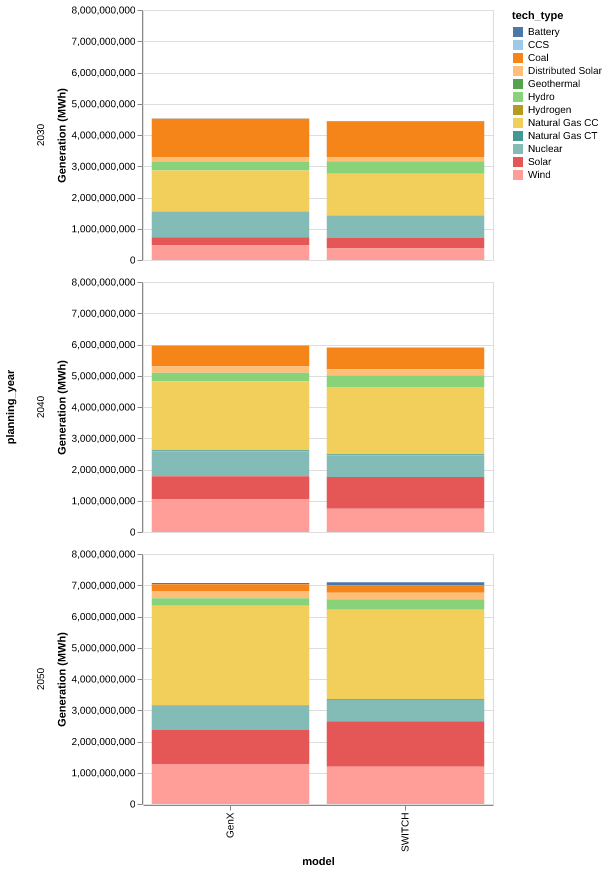 tech_type
Battery
CCS
Coal
Distributed Solar
Geothermal
Hydro
Hydrogen
Natural Gas CC
Natural Gas CT
Nuclear
Solar
Wind
planning_year
2030
Generation (MWh)
8,000,000,000
7,000,000,000
6,000,000,000
5,000,000,000
4,000,000,000
3,000,000,000
2,000,000,000
1,000,000,000
0
2040
Generation (MWh)
8,000,000,000
7,000,000,000
6,000,000,000
5,000,000,000
4,000,000,000
3,000,000,000
2,000,000,000
1,000,000,000
0
2050
Generation (MWh)
8,000,000,000
7,000,000,000
6,000,000,000
5,000,000,000
4,000,000,000
3,000,000,000
2,000,000,000
1,000,000,000
0
GenX
SWITCH
model